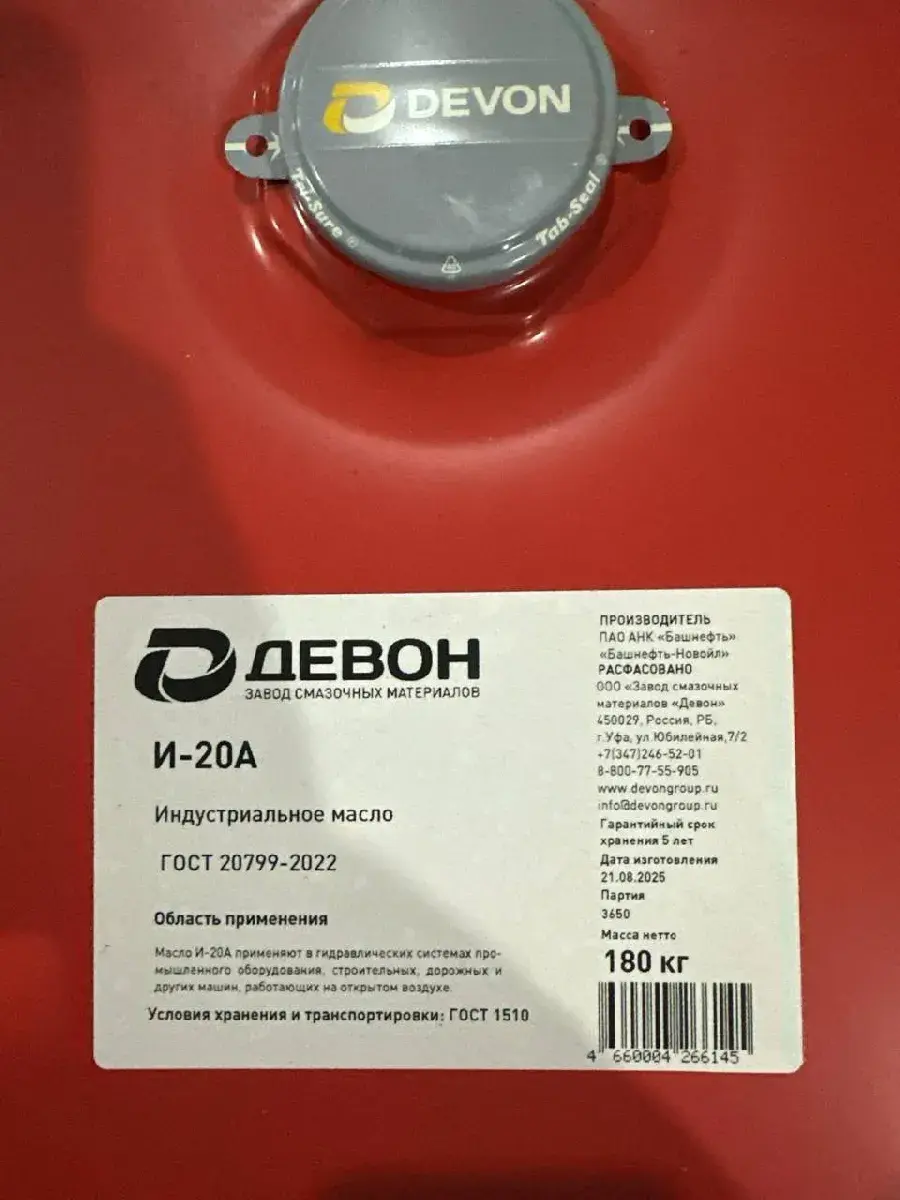 DEVON
Tri-Sure ®
Tab-Seal ®
ДЕВОН
ЗАВОД СМАЗОЧНЫХ МАТЕРИАЛОВ
И-20А
Индустриальное масло
ГОСТ 20799-2022
Область применения
Масло И-20А применяют в гидравлических системах про-
мышленного оборудования, строительных, дорожных и
других машин, работающих на открытом воздухе.
Условия хранения и транспортировки: ГОСТ 1510
ПРОИЗВОДИТЕЛЬ
ПАО АНК «Башнефть»
«Башнефть-Новойл»
РАСФАСОВАНО
ООО «Завод смазочных
материалов «Девон»
450029, Россия, РБ,
г.Уфа, ул.Юбилейная,7/2
+7(347)246-52-01
8-800-77-55-905
www.devongroup.ru
info@devongroup.ru
Гарантийный срок
хранения 5 лет
Дата изготовления
21.08.2025
Партия
3650
Масса нетто
180 кг
4 660004 266145